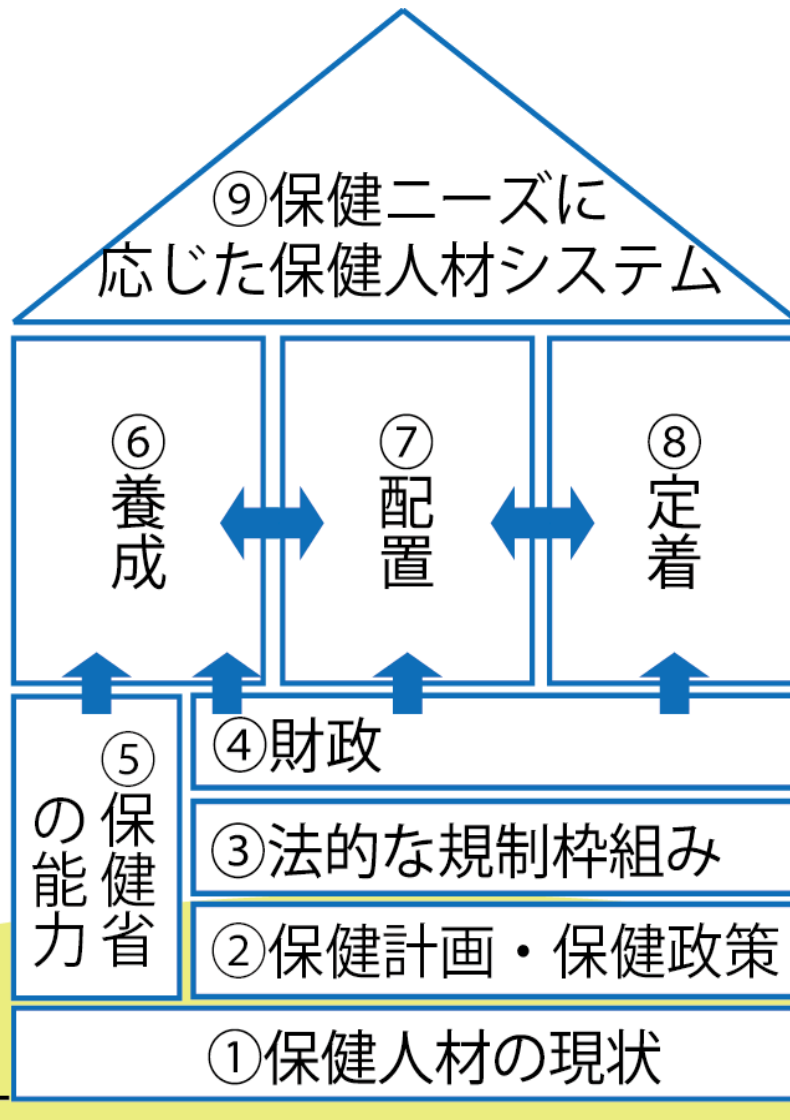 ⑨保健ニーズに
応じた保健人材システム
⑥養成
⑦配置
⑧定着
⑤保健省
の能力
④財政
③法的な規制枠組み
②保健計画・保健政策
①保健人材の現状